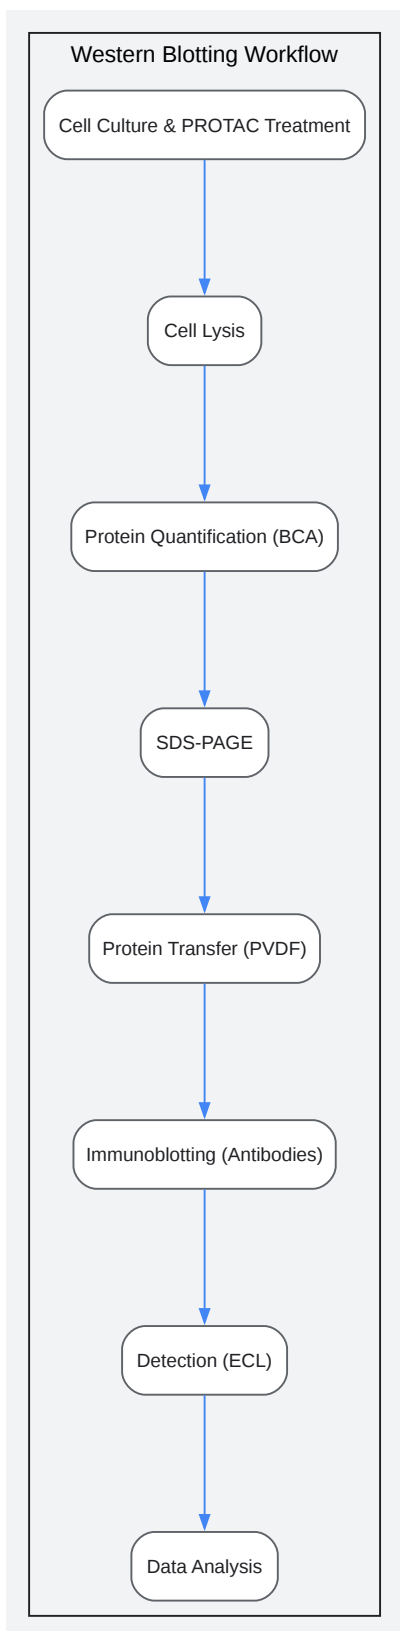 Western Blotting Workflow
Cell Culture & PROTAC Treatment
Cell Lysis
Protein Quantification (BCA)
SDS-PAGE
Protein Transfer (PVDF)
Immunoblotting (Antibodies)
Detection (ECL)
Data Analysis